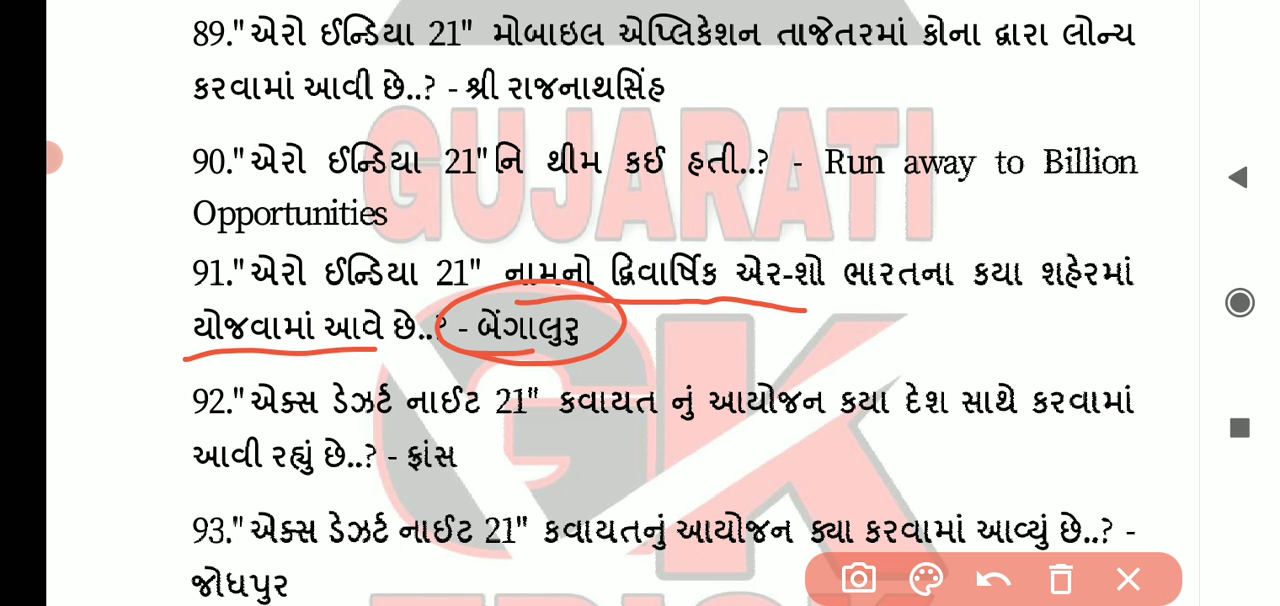 89."એરો ઈન્ડિયા 21" મોબાઇલ એપ્લિકેશન તાજેતરમાં કોના દ્વારા લોન્ચ
કરવામાં આવી છે..? - શ્રી રાજનાથસિંહ
90."એરો ઈન્ડિયા 21"નિ થીમ કઈ હતી..? - Run away to Billion
Opportunities
91."એરો ઈન્ડિયા 21" નામનો દ્વિવાર્ષિક એર-શો ભારતના કયા શહેરમાં
યોજવામાં આવે છે..? - બેંગાલુરુ
92."એક્સ ડેઝર્ટ નાઈટ 21" કવાયત નું આયોજન કયા દેશ સાથે કરવામાં
આવી રહ્યું છે..? - ફ્રાંસ
93."એક્સ ડેઝર્ટ નાઈટ 21" કવાયતનું આયોજન ક્યા કરવામાં આવ્યું છે..? -
જોધપુર
GUJARATI
GK
TRICK